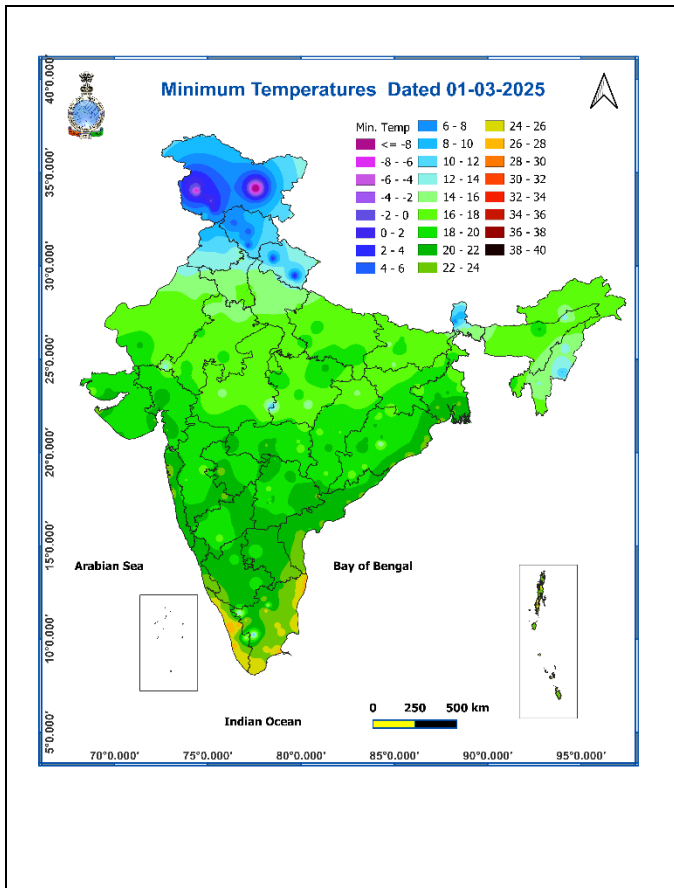 Minimum Temperatures Dated 01-03-2025
Min. Temp
<= -8
-8 - -6
-6 - -4
-4 - -2
-2 - 0
0 - 2
2 - 4
4 - 6
6 - 8
8 - 10
10 - 12
12 - 14
14 - 16
16 - 18
18 - 20
20 - 22
22 - 24
24 - 26
26 - 28
28 - 30
30 - 32
32 - 34
34 - 36
36 - 38
38 - 40
40°0.000'
35°0.000'
30°0.000'
25°0.000'
20°0.000'
15°0.000'
10°0.000'
5°0.000'
Arabian Sea
Bay of Bengal
Indian Ocean
0 250 500 km
70°0.000' 75°0.000' 80°0.000' 85°0.000' 90°0.000' 95°0.000'